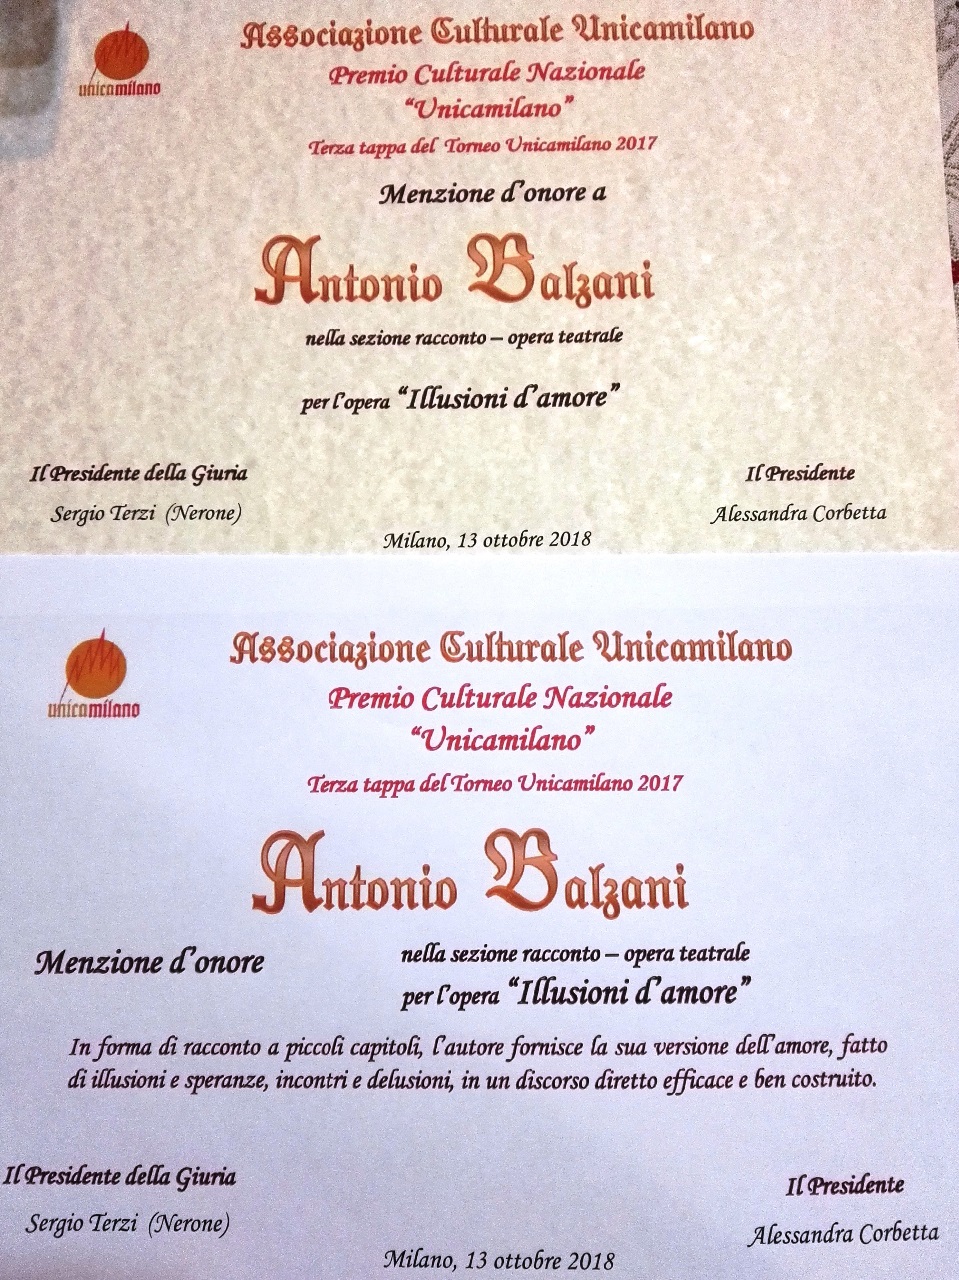 unicamilano
Associazione Culturale Unicamilano
Premio Culturale Nazionale
“Unicamilano”
Terza tappa del Torneo Unicamilano 2017
Menzione d’onore a
Antonio Balzani
nella sezione racconto – opera teatrale
per l’opera “Illusioni d’amore”
Il Presidente della Giuria
Il Presidente
Sergio Terzi (Nerone)
Alessandra Corbetta
Milano, 13 ottobre 2018
unicamilano
Associazione Culturale Unicamilano
Premio Culturale Nazionale
“Unicamilano”
Terza tappa del Torneo Unicamilano 2017
Antonio Balzani
Menzione d’onore
nella sezione racconto – opera teatrale
per l’opera “Illusioni d’amore”
In forma di racconto a piccoli capitoli, l’autore fornisce la sua versione dell’amore, fatto
di illusioni e speranze, incontri e delusioni, in un discorso diretto efficace e ben costruito.
Il Presidente della Giuria
Il Presidente
Sergio Terzi (Nerone)
Alessandra Corbetta
Milano, 13 ottobre 2018